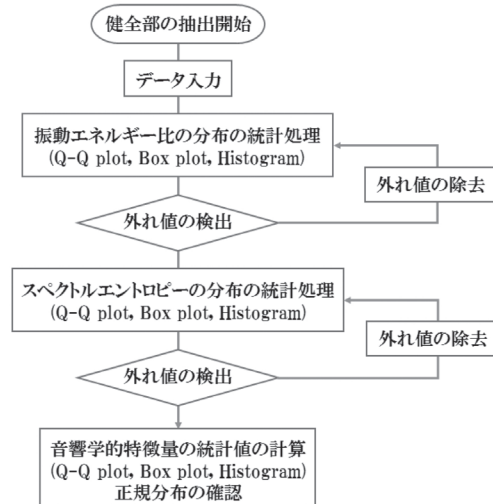 健全部の抽出開始
データ入力
振動エネルギー比の分布の統計処理
(Q-Q plot, Box plot, Histogram)
外れ値の除去
外れ値の検出
スペクトルエントロピーの分布の統計処理
(Q-Q plot, Box plot, Histogram)
外れ値の除去
外れ値の検出
音響学的特徴量の統計値の計算
(Q-Q plot, Box plot, Histogram)
正規分布の確認